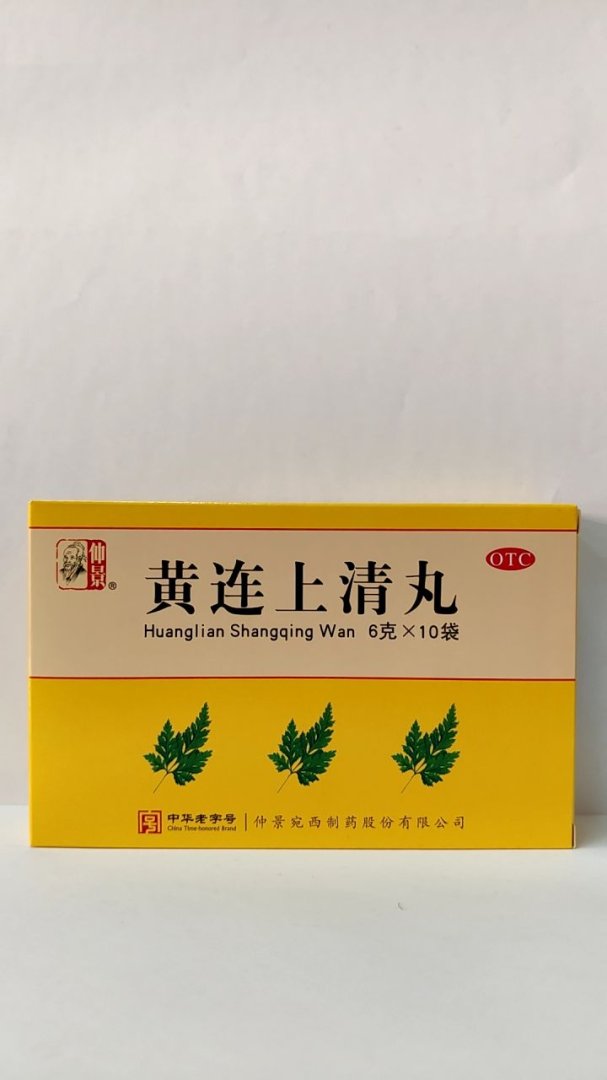 仲景®
OTC
黄连上清丸
Huanglian Shangqing Wan 6克×10袋
中华老字号
China Time-honored Brand
仲景宛西制药股份有限公司